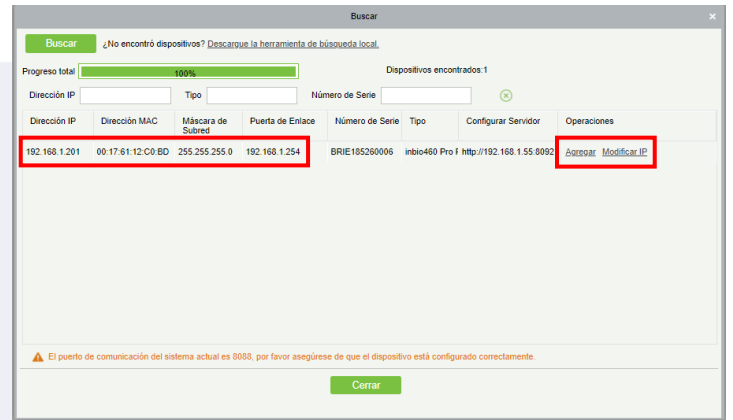 Buscar
×
Buscar ¿No encontró dispositivos? Descargue la herramienta de búsqueda local.
Progreso total 100% Dispositivos encontrados:1
Dirección IP Tipo Número de Serie
Dirección IP Dirección MAC Máscara de Subred Puerta de Enlace Número de Serie Tipo Configurar Servidor Operaciones
192.168.1.201 00:17:61:12:C0:BD 255.255.255.0 192.168.1.254 BRIE185260006 inbio460 Pro http://192.168.1.55:8092 Agregar Modificar IP
El puerto de comunicación del sistema actual es 8088, por favor asegúrese de que el dispositivo está configurado correctamente.
Cerrar